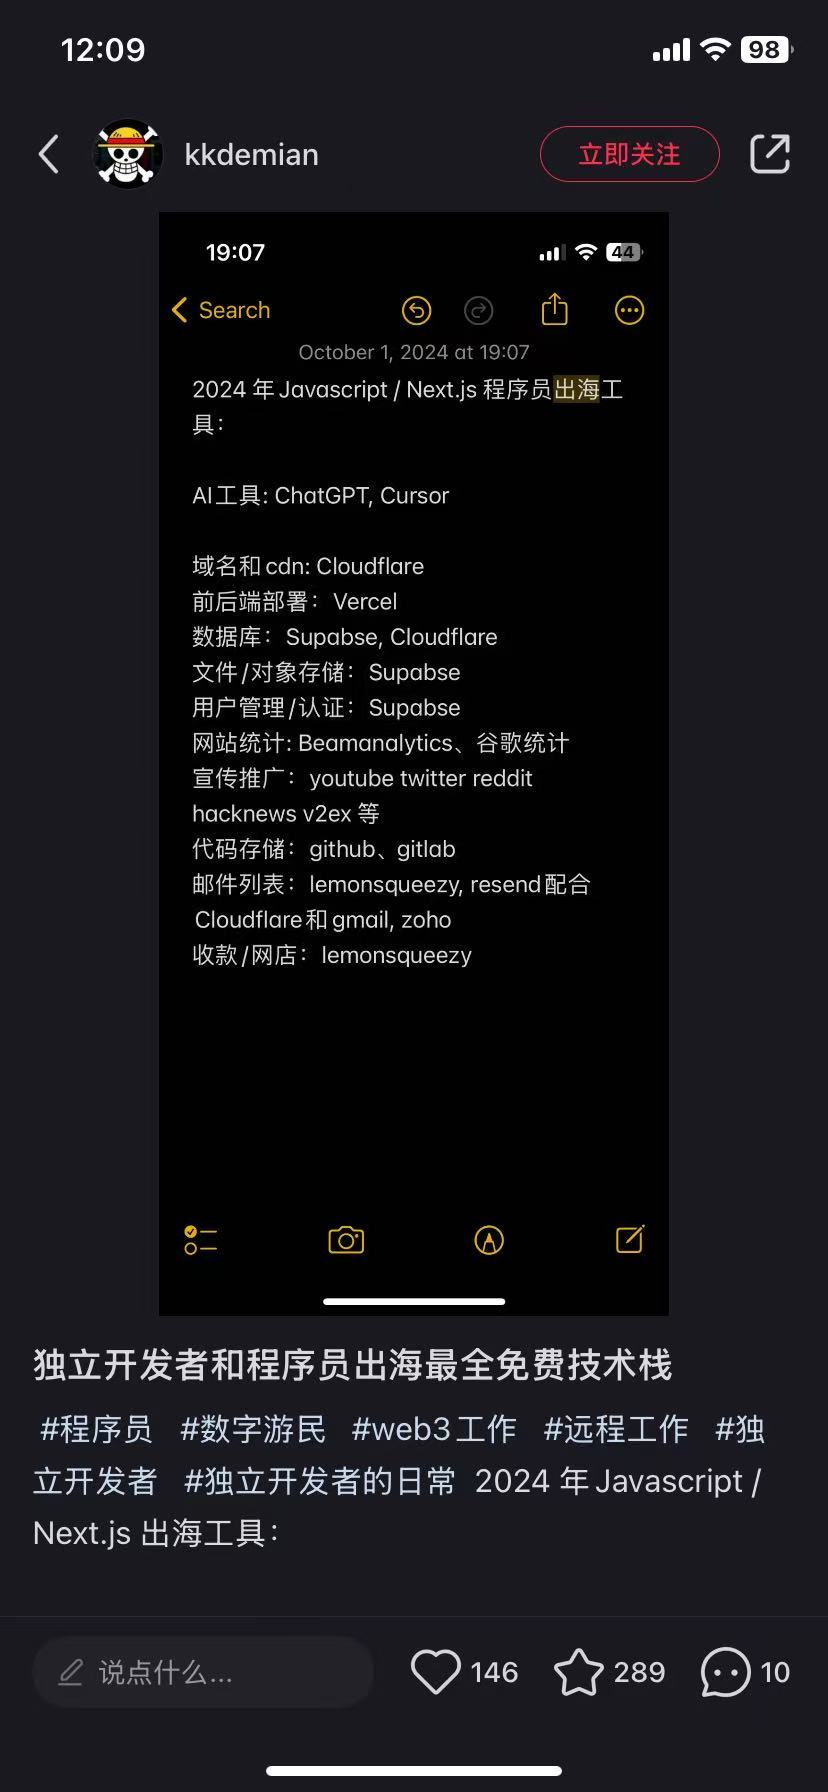 12:09
98
kkdemian
立即关注
19:07
44
Search
October 1, 2024 at 19:07
2024 年 Javascript / Next.js 程序员出海工
具：
AI工具: ChatGPT, Cursor
域名和 cdn: Cloudflare
前后端部署：Vercel
数据库：Supabse, Cloudflare
文件/对象存储：Supabse
用户管理/认证：Supabse
网站统计: Beamanalytics、谷歌统计
宣传推广：youtube twitter reddit
hacknews v2ex 等
代码存储：github、gitlab
邮件列表：lemonsqueezy, resend配合
Cloudflare和 gmail, zoho
收款/网店：lemonsqueezy
独立开发者和程序员出海最全免费技术栈
#程序员 #数字游民 #web3工作 #远程工作 #独
立开发者 #独立开发者的日常 2024 年 Javascript /
Next.js 出海工具：
说点什么...
146
289
10